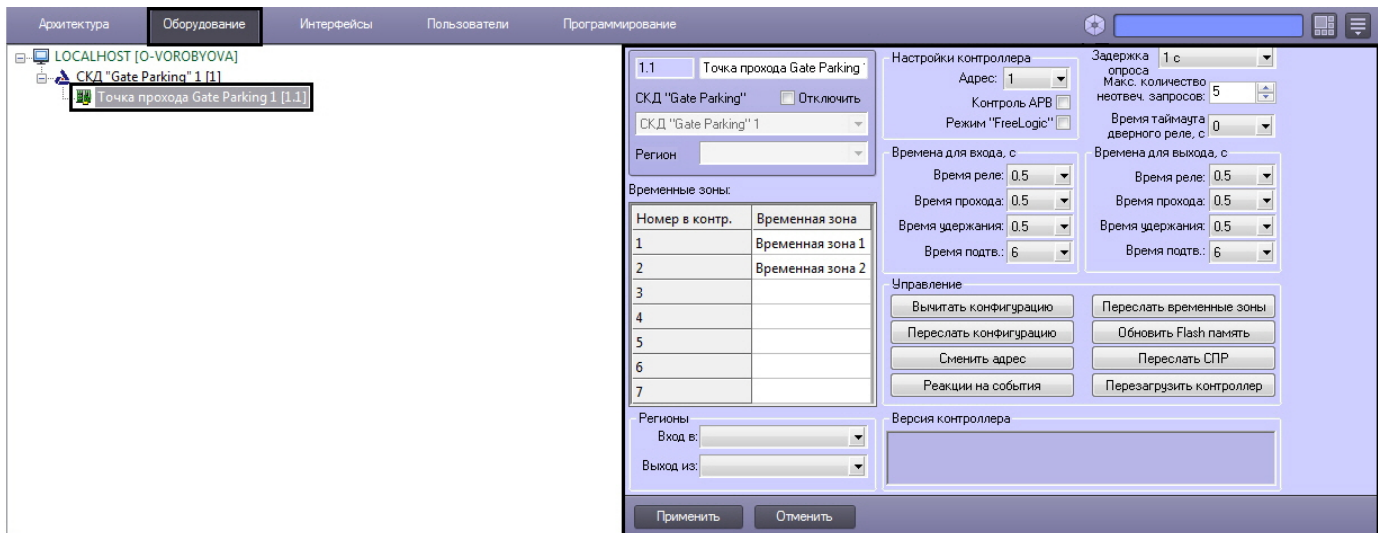 Архитектура Оборудование Интерфейсы Пользователи Программирование
LOCALHOST [O-VOROBYOVA]
СКД "Gate Parking" 1 [1]
Точка прохода Gate Parking 1 [1.1]
1.1 Точка прохода Gate Parking
СКД "Gate Parking" Отключить
СКД "Gate Parking" 1
Регион
Временные зоны:
Номер в контр. Временная зона
1 Временная зона 1
2 Временная зона 2
3
4
5
6
7
Регионы
Вход в:
Выход из:
Настройки контроллера
Адрес: 1
Контроль APB
Режим "FreeLogic"
Задержка опроса 1 с
Макс. количество неответ. запросов: 5
Время таймаута дверного реле, с 0
Времена для входа, с
Время реле: 0.5
Время прохода: 0.5
Время удержания: 0.5
Время подтв.: 6
Времена для выхода, с
Время реле: 0.5
Время прохода: 0.5
Время удержания: 0.5
Время подтв.: 6
Управление
Вычитать конфигурацию Переслать временные зоны
Переслать конфигурацию Обновить Flash память
Сменить адрес Переслать СПР
Реакции на события Перезагрузить контроллер
Версия контроллера
Применить Отменить